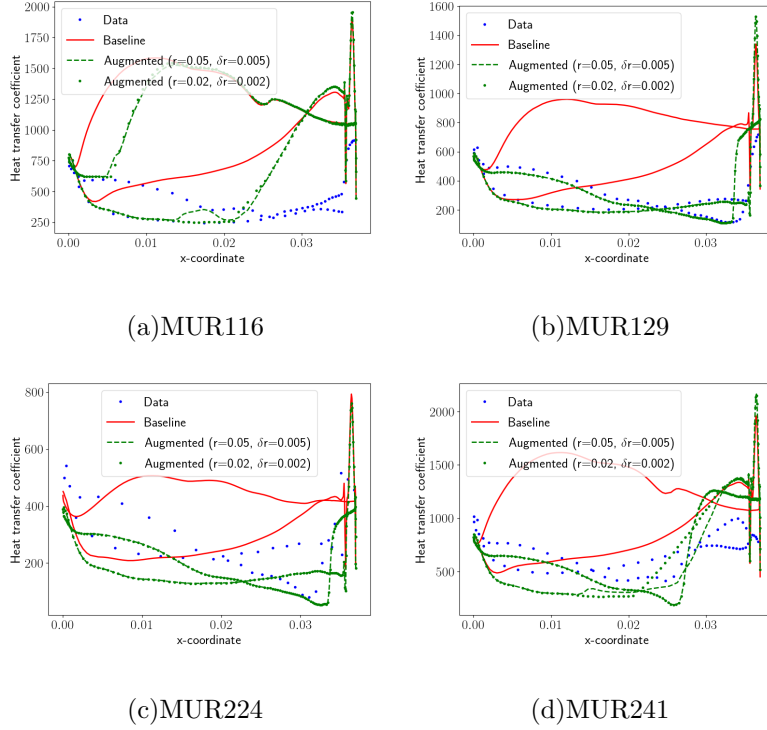 2000
1750
1500
1250
1000
750
500
250
Heat transfer coefficient
Data
Baseline
Augmented (r=0.05, δr=0.005)
Augmented (r=0.02, δr=0.002)
0.00 0.01 0.02 0.03
x-coordinate
(a)MUR116
1600
1400
1200
1000
800
600
400
200
Heat transfer coefficient
Data
Baseline
Augmented (r=0.05, δr=0.005)
Augmented (r=0.02, δr=0.002)
0.00 0.01 0.02 0.03
x-coordinate
(b)MUR129
800
600
400
200
Heat transfer coefficient
Data
Baseline
Augmented (r=0.05, δr=0.005)
Augmented (r=0.02, δr=0.002)
0.00 0.01 0.02 0.03
x-coordinate
(c)MUR224
2000
1500
1000
500
Heat transfer coefficient
Data
Baseline
Augmented (r=0.05, δr=0.005)
Augmented (r=0.02, δr=0.002)
0.00 0.01 0.02 0.03
x-coordinate
(d)MUR241